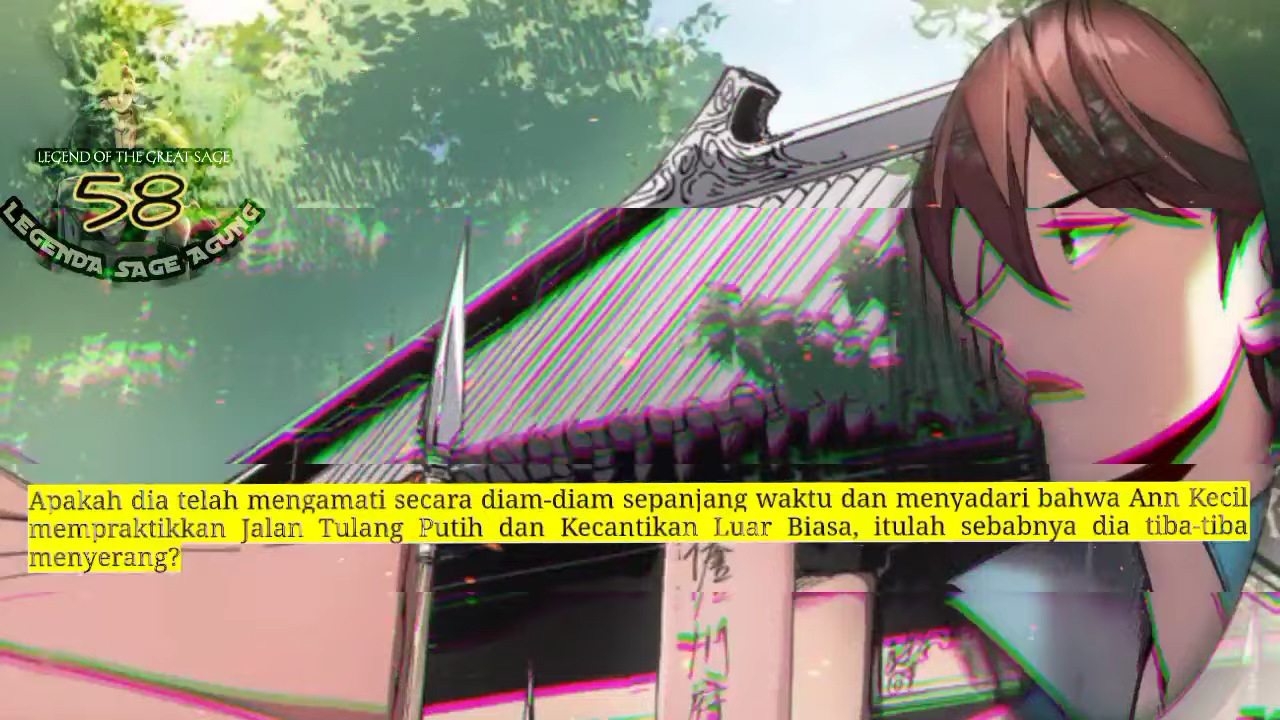 LEGEND OF THE GREAT SAGE
58
LEGENDA SAGE AGUNG
Apakah dia telah mengamati secara diam-diam sepanjang waktu dan menyadari bahwa Ann Kecil
mempraktikkan Jalan Tulang Putih dan Kecantikan Luar Biasa, itulah sebabnya dia tiba-tiba
menyerang?